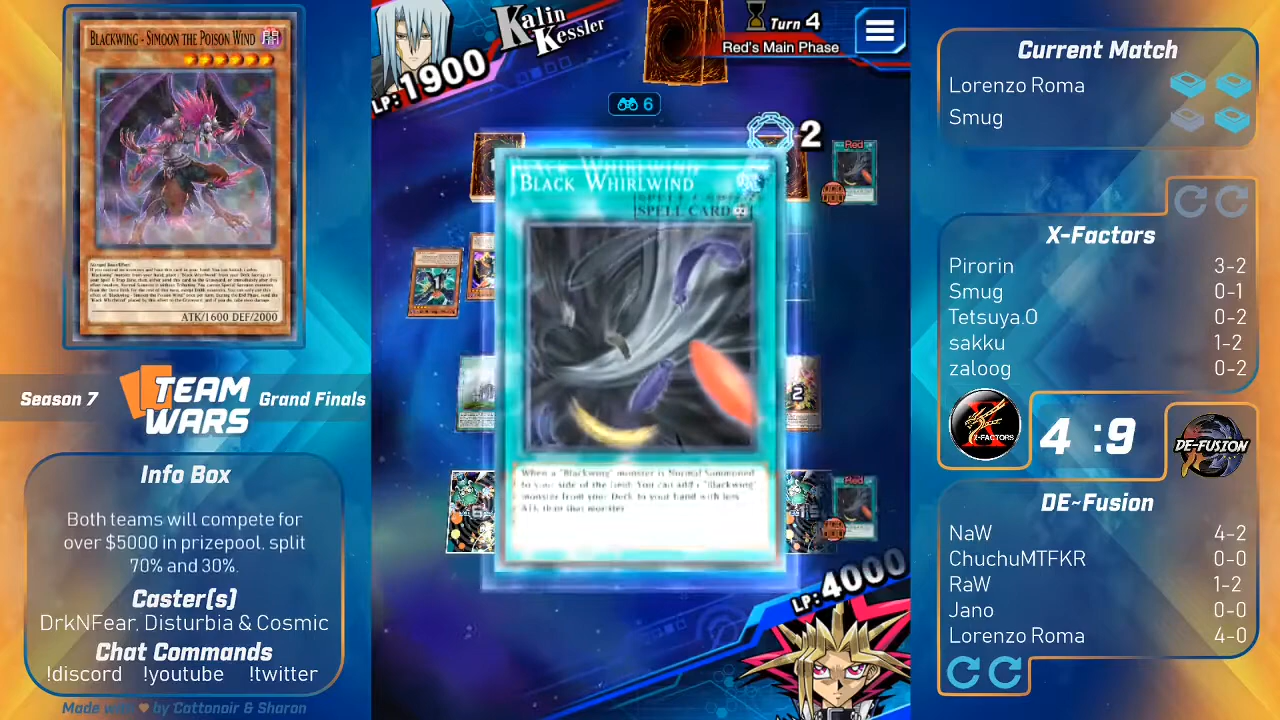 BLACKWING - SIMOON THE POISON WIND
ATK/1600 DEF/2000
Season 7
TEAM
WARS
Grand Finals
Info Box
Both teams will compete for
over $5000 in prizepool, split
70% and 30%.
Caster(s)
DrkNFear, Disturbia & Cosmic
Chat Commands
!discord !youtube !twitter
Made with ♥ by Cattonoir & Sharon
Kalin
Kessler
LP: 1900
Turn 4
Red's Main Phase
6
2
Red
1
BLACK WHIRLWIND
SPELL CARD
When a "Blackwing" monster is Normal Summoned
to your side of the field: You can add 1 "Blackwing"
monster from your Deck to your hand with less
ATK than that monster.
2
Red
LP: 4000
Current Match
Lorenzo Roma
Smug
X-Factors
Pirorin 3-2
Smug 0-1
Tetsuya.O 0-2
sakku 1-2
zaloog 0-2
X-FACTORS
4 :9
DE-FUSION
DE~Fusion
NaW 4-2
ChuchuMTFKR 0-0
RaW 1-2
Jano 0-0
Lorenzo Roma 4-0